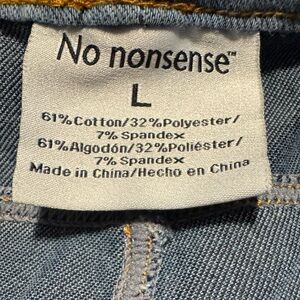 No nonsense™
L
61%Cotton/32%Polyester/
7% Spandex
61%Algodón/32%Poliéster/
7% Spandex
Made in China/Hecho en China